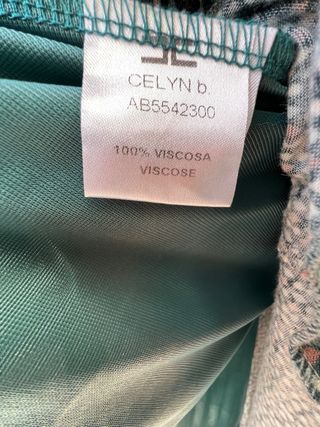 CELYN b.
AB5542300
100% VISCOSA
VISCOSE